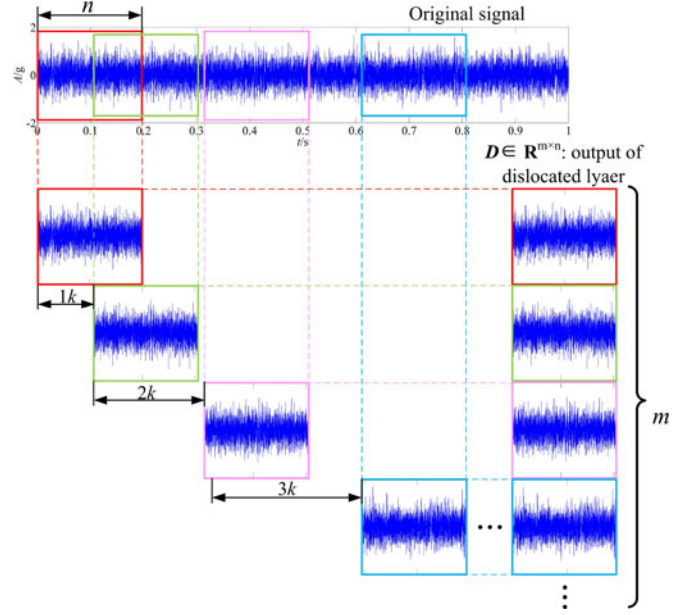 n
Original signal
A/g
2
0
-2
0 0.1 0.2 0.3 0.4 0.5 0.6 0.7 0.8 0.9 1
t/s
D ∈ R^{m×n}: output of
dislocated lyaer
1k
2k
3k
m